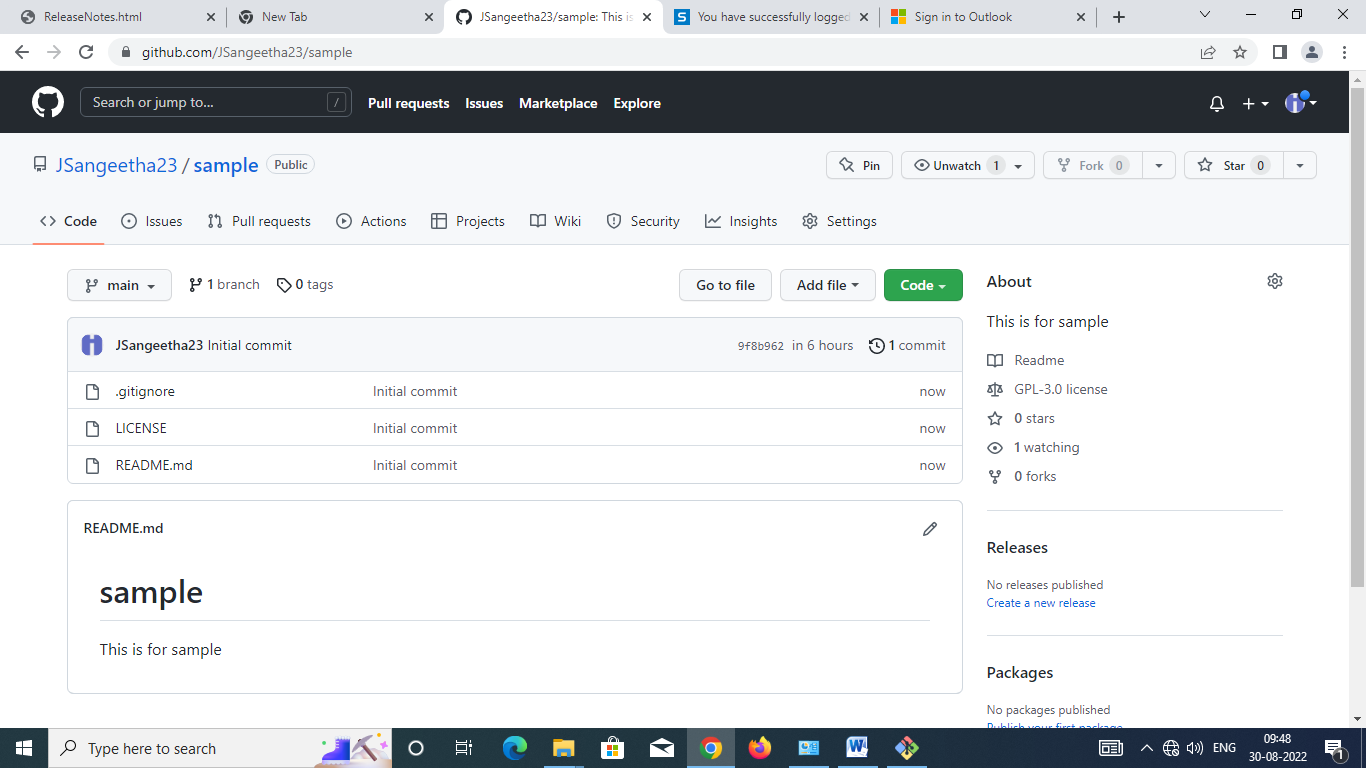 ReleaseNotes.html
New Tab
JSangeetha23/sample: This is
You have successfully logged
Sign in to Outlook
github.com/JSangeetha23/sample
Search or jump to...
/
Pull requests
Issues
Marketplace
Explore
JSangeetha23 / sample
Public
Pin
Unwatch 1
Fork 0
Star 0
Code
Issues
Pull requests
Actions
Projects
Wiki
Security
Insights
Settings
main
1 branch
0 tags
Go to file
Add file
Code
JSangeetha23 Initial commit
9f8b962 in 6 hours
1 commit
.gitignore Initial commit now
LICENSE Initial commit now
README.md Initial commit now
README.md
sample
This is for sample
About
This is for sample
Readme
GPL-3.0 license
0 stars
1 watching
0 forks
Releases
No releases published
Create a new release
Packages
No packages published
Publish your first package
Type here to search
ENG
09:48
30-08-2022
1